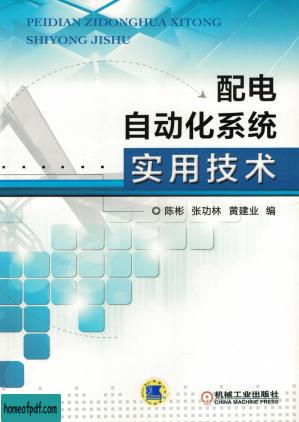 PEIDIAN ZIDONGHUA XITONG
SHIYONG JISHU
配电
自动化系统
实用技术
陈彬 张功林 黄建业 编
机械工业出版社
CHINA MACHINE PRESS
homeofpdf.com